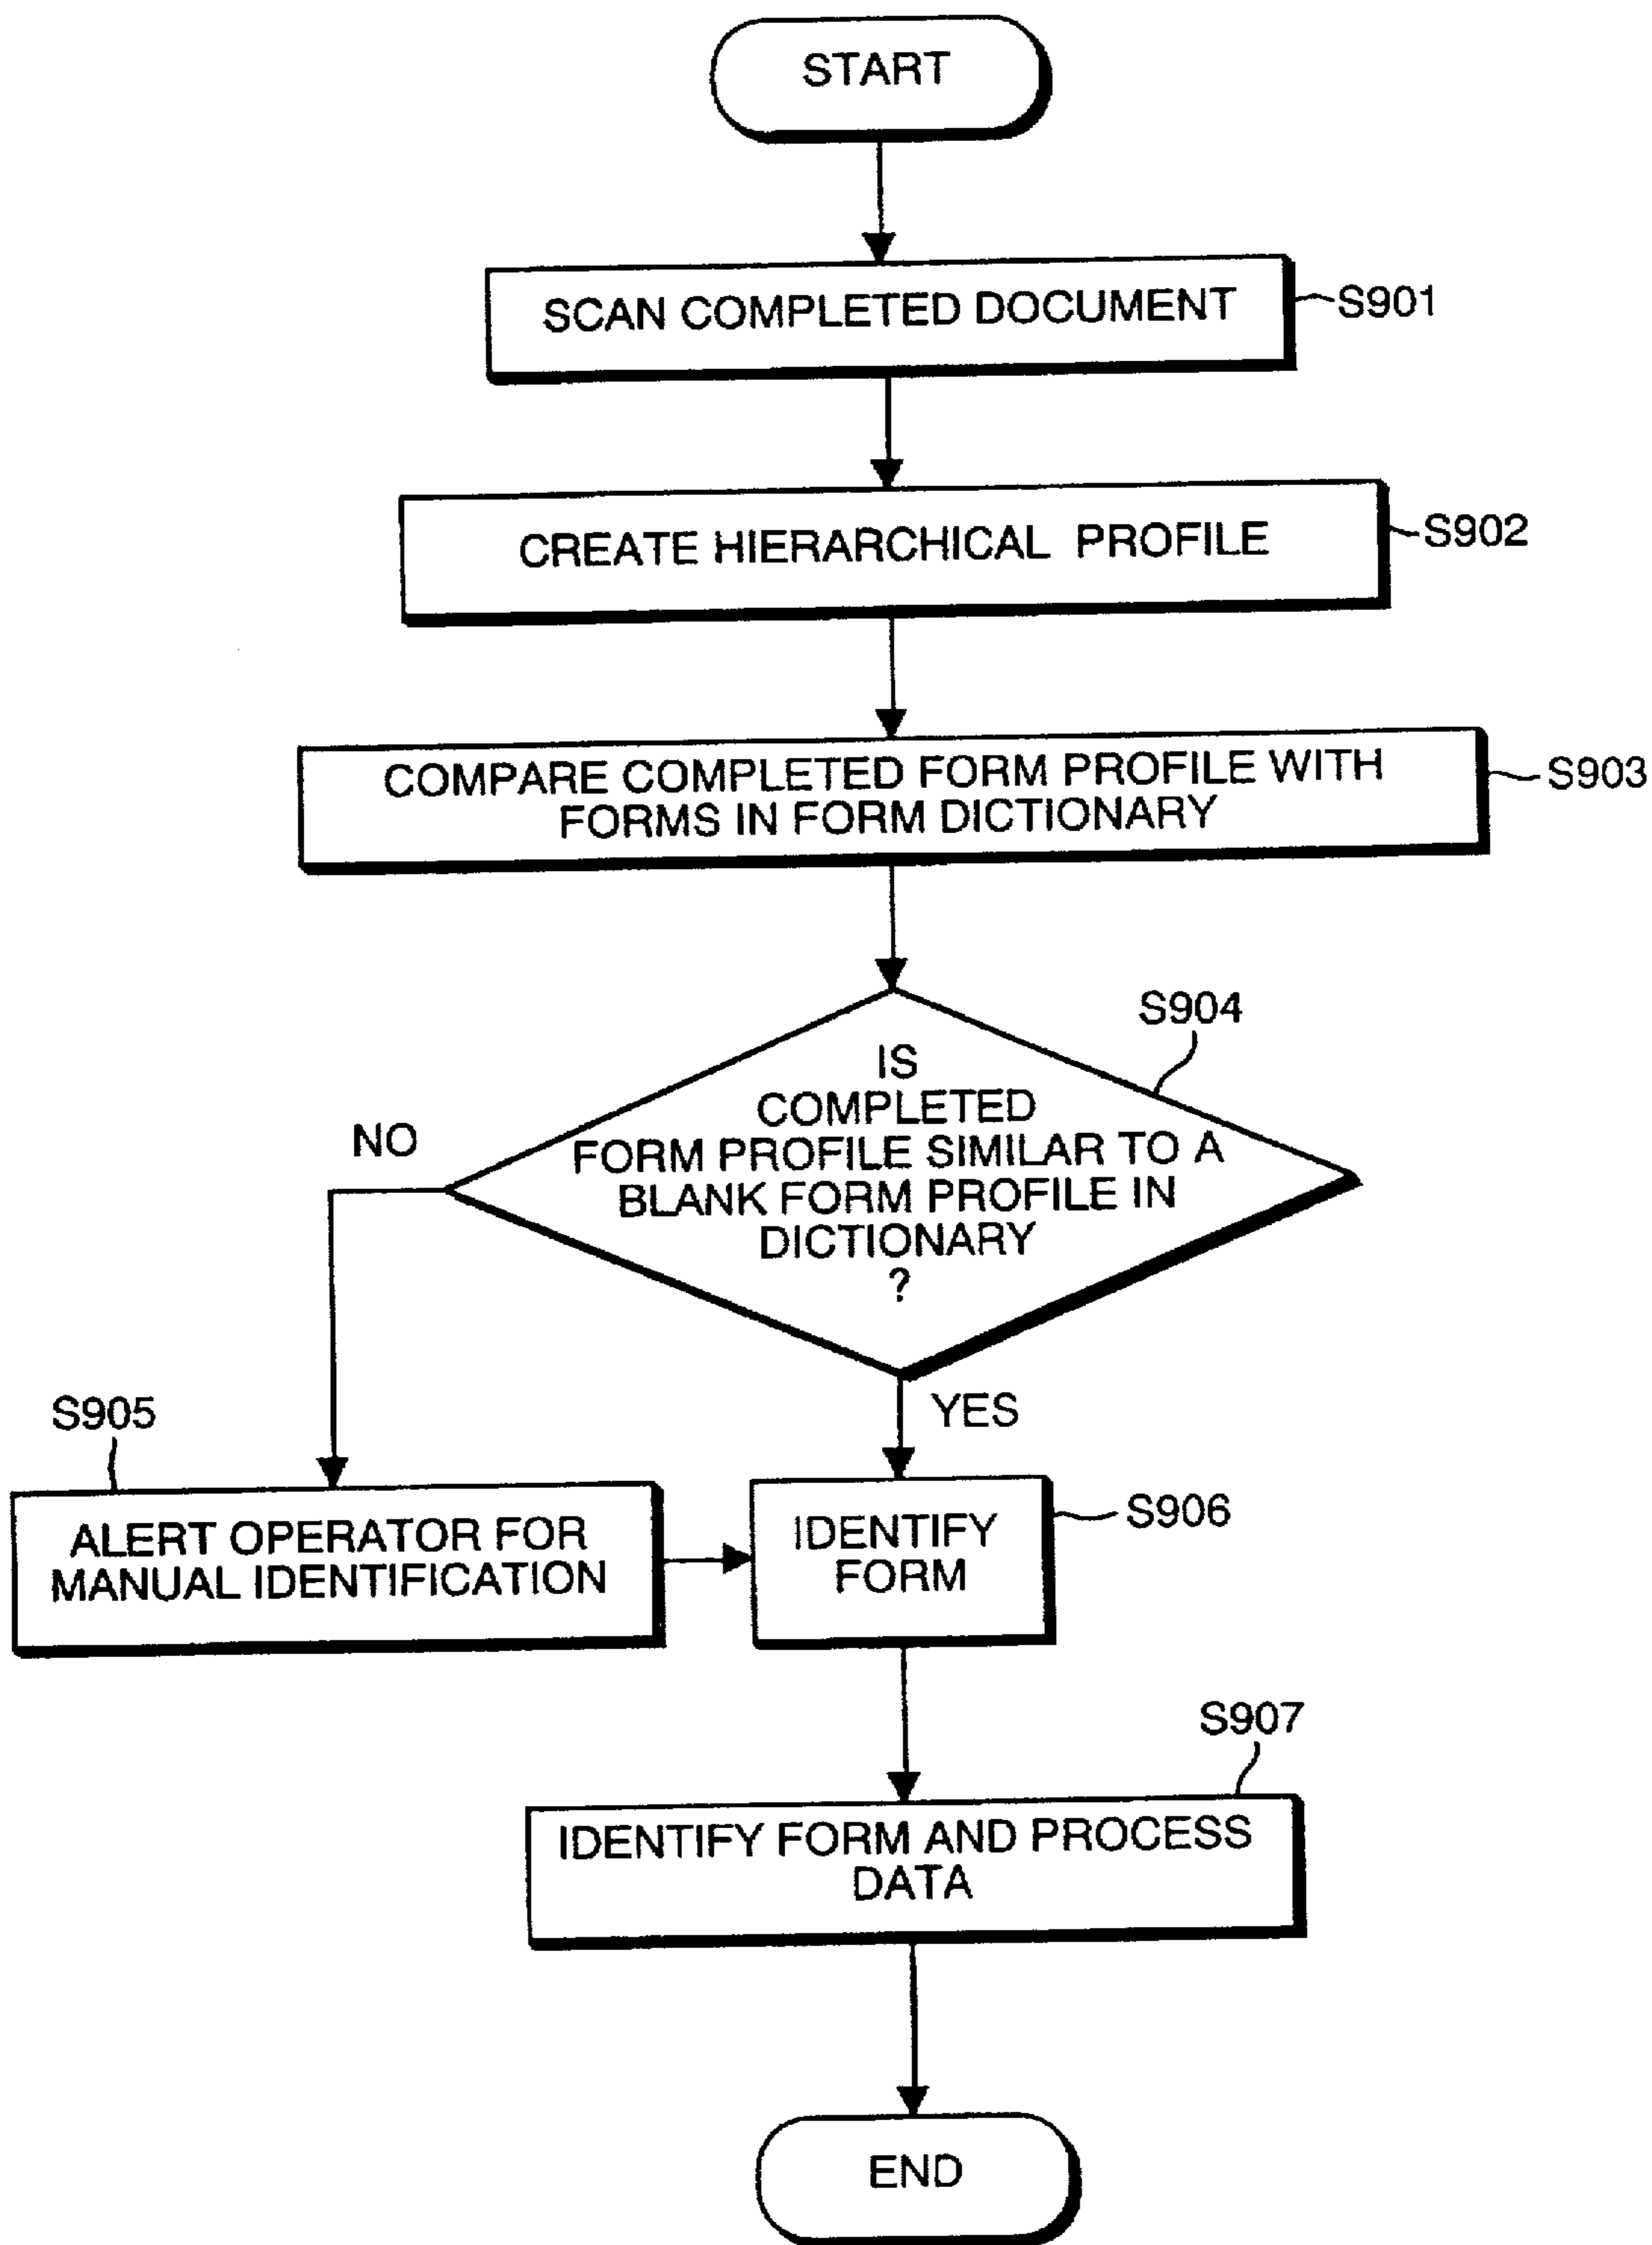 START
SCAN COMPLETED DOCUMENT
S901
CREATE HIERARCHICAL PROFILE
S902
COMPARE COMPLETED FORM PROFILE WITH
FORMS IN FORM DICTIONARY
S903
S904
IS
COMPLETED
FORM PROFILE SIMILAR TO A
BLANK FORM PROFILE IN
DICTIONARY
?
NO
YES
S905
ALERT OPERATOR FOR
MANUAL IDENTIFICATION
IDENTIFY
FORM
S906
S907
IDENTIFY FORM AND PROCESS
DATA
END